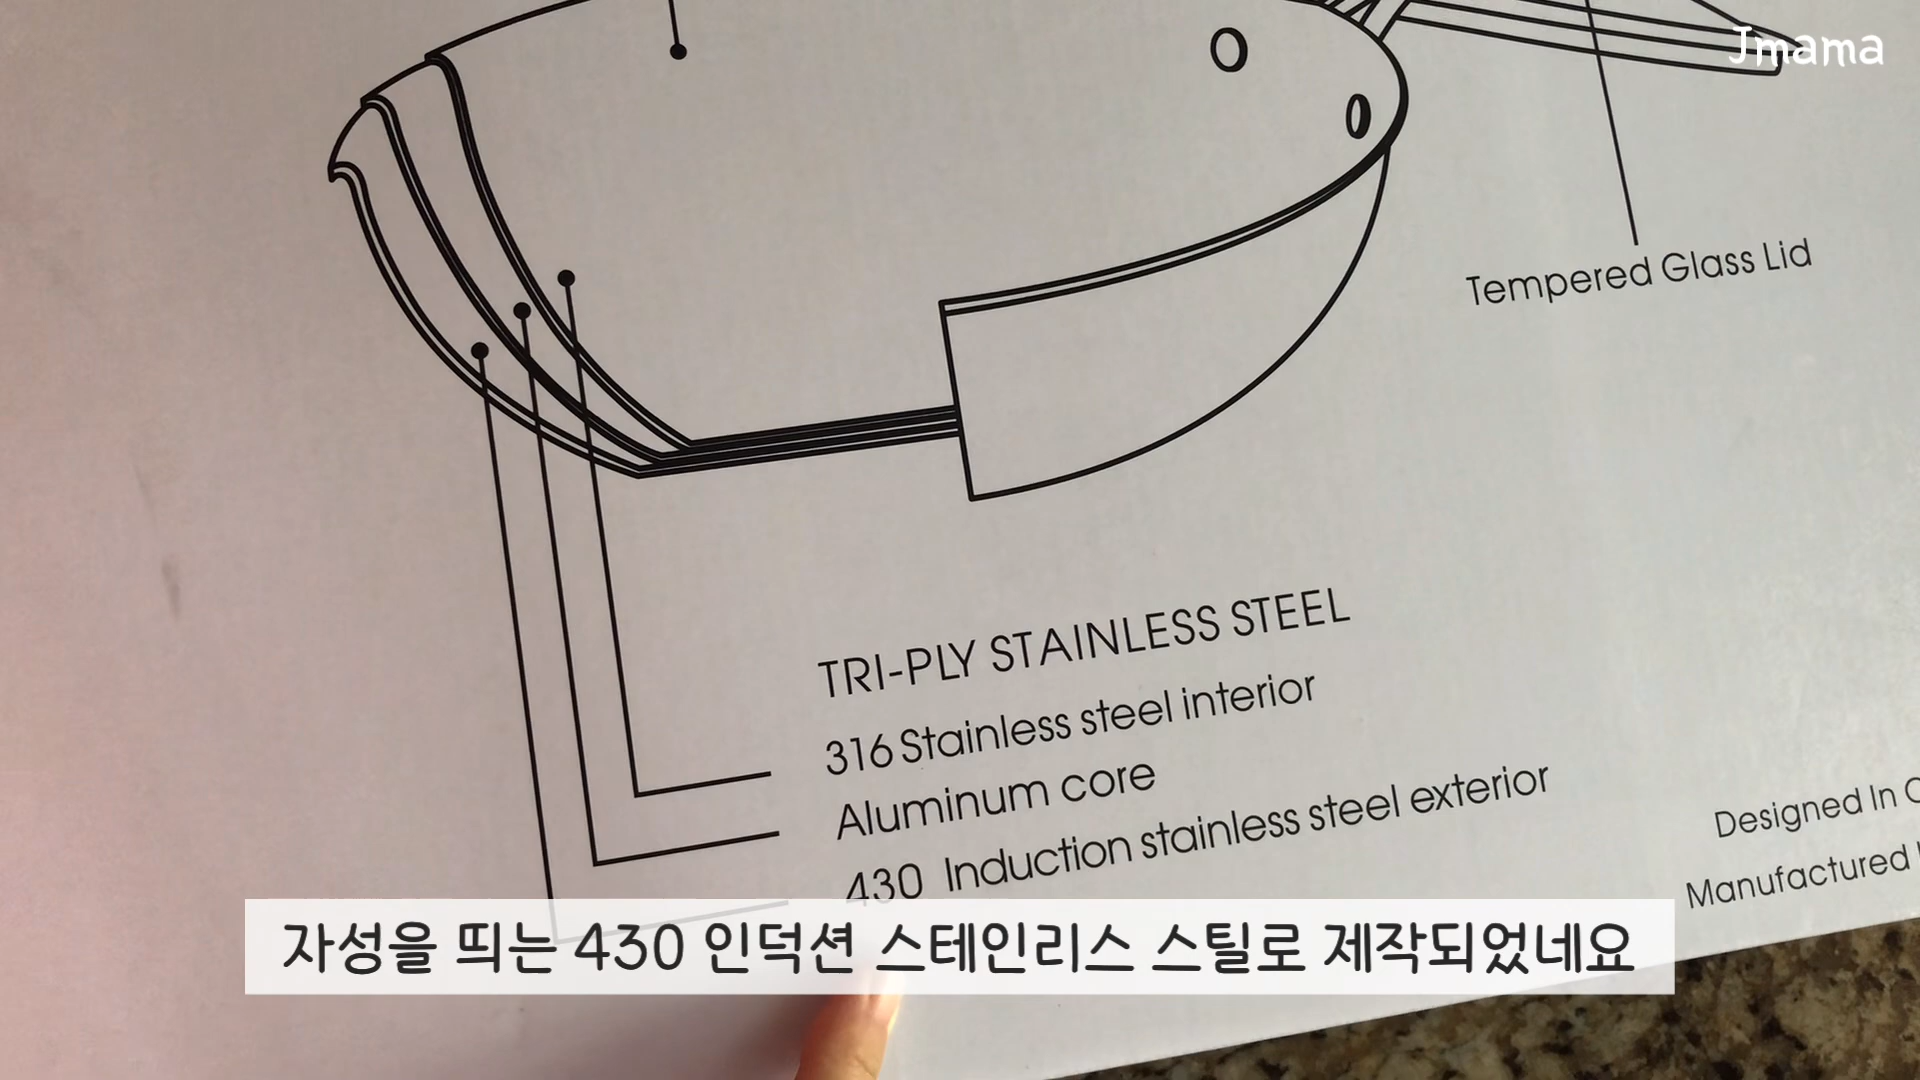 Jmama
Tempered Glass Lid
TRI-PLY STAINLESS STEEL
316 Stainless steel interior
Aluminum core
430 Induction stainless steel exterior
Designed In
Manufactured
자성을 띄는 430 인덕션 스테인리스 스틸로 제작되었네요